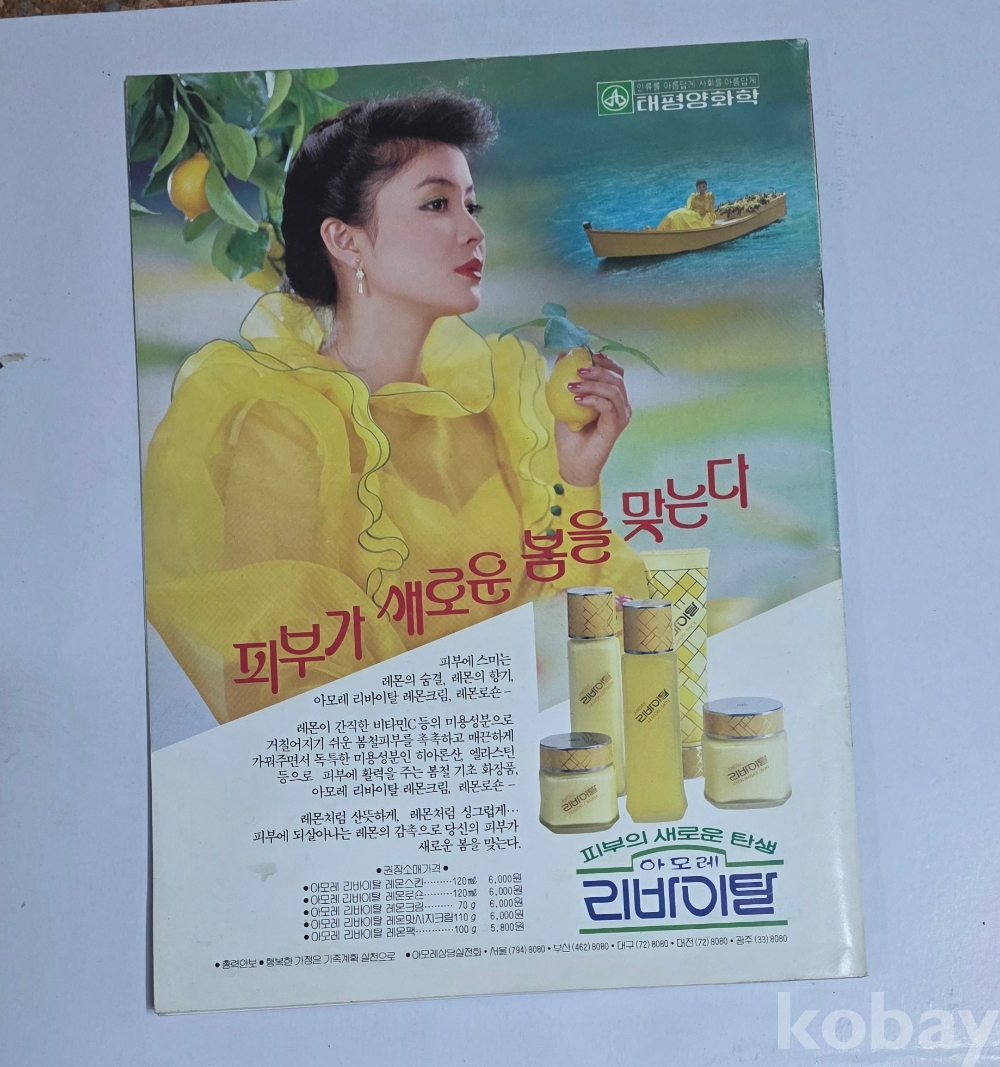 인류를 아름답게 사회를 아름답게
태평양화학
피부가 새로운 봄을 맞는다
피부에 스미는
레몬의 숨결, 레몬의 향기,
아모레 리바이탈 레몬크림, 레몬로숀 –
레몬이 간직한 비타민C등의 미용성분으로
거칠어지기 쉬운 봄철피부를 촉촉하고 매끈하게
가꿔주면서 독특한 미용성분인 히아론산, 엘라스틴
등으로 피부에 활력을 주는 봄철 기초 화장품,
아모레 리바이탈 레몬크림, 레몬로숀 –
레몬처럼 산뜻하게, 레몬처럼 싱그럽게…
피부에 되살아나는 레몬의 감촉으로 당신의 피부가
새로운 봄을 맞는다.
●권장소매가격●
●아모레 리바이탈 레몬스킨………120㎖ 6,000원
●아모레 리바이탈 레몬로숀………120㎖ 6,000원
●아모레 리바이탈 레몬크림……… 70g 6,000원
●아모레 리바이탈 레몬맛사지크림110g 6,000원
●아모레 리바이탈 레몬팩…………100g 5,800원
리바이탈
리바이탈
리바이탈
리바이탈
리바이탈
피부의 새로운 탄생
아모레
리바이탈
●총력안보●행복한 가정은 가족계획 실천으로 ●아모레상담실전화•서울(794)8080•부산(462)8080•대구(72)8080•대전(72)8080•광주(33)8080
kobay